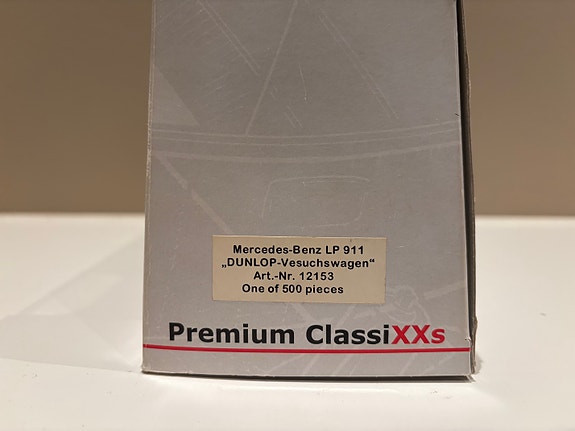 Mercedes-Benz LP 911
„DUNLOP-Vesuchswagen“
Art.-Nr. 12153
One of 500 pieces
Premium ClassiXXs